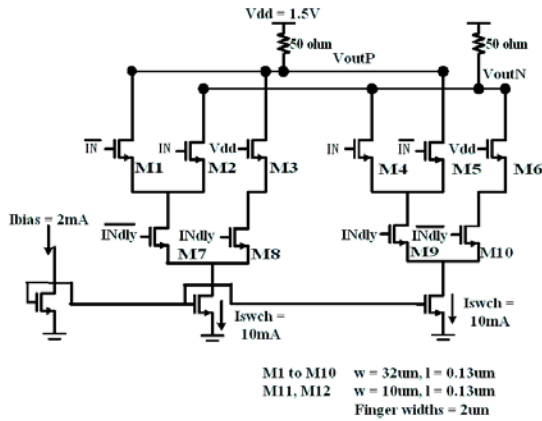 Vdd = 1.5V
50 ohm
50 ohm
VoutP
VoutN
IN
IN
Vdd
IN
IN
Vdd
M1
M2
M3
M4
M5
M6
Ibias = 2mA
INdly
INdly
INdly
INdly
M7
M8
M9
M10
Iswch =
10mA
Iswch =
10mA
M1 to M10 w = 32um, l = 0.13um
M11, M12 w = 10um, l = 0.13um
Finger widths = 2um